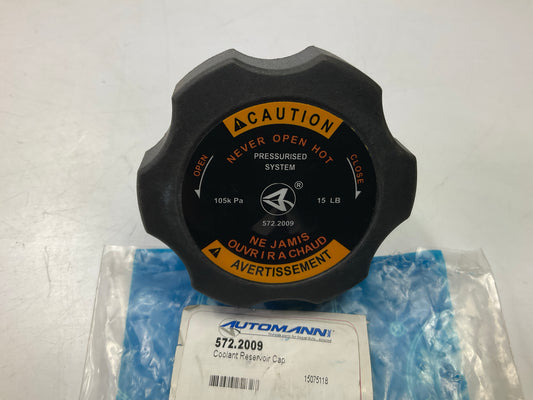 CAUTION
NEVER OPEN HOT
OPEN
CLOSE
PRESSURISED
SYSTEM
105k Pa
®
15 LB
572.2009
NE JAMIS
OUVRIR A CHAUD
AVERTISSEMENT
AUTOMANN
572.2009
Coolant Reservoir Cap
15075118